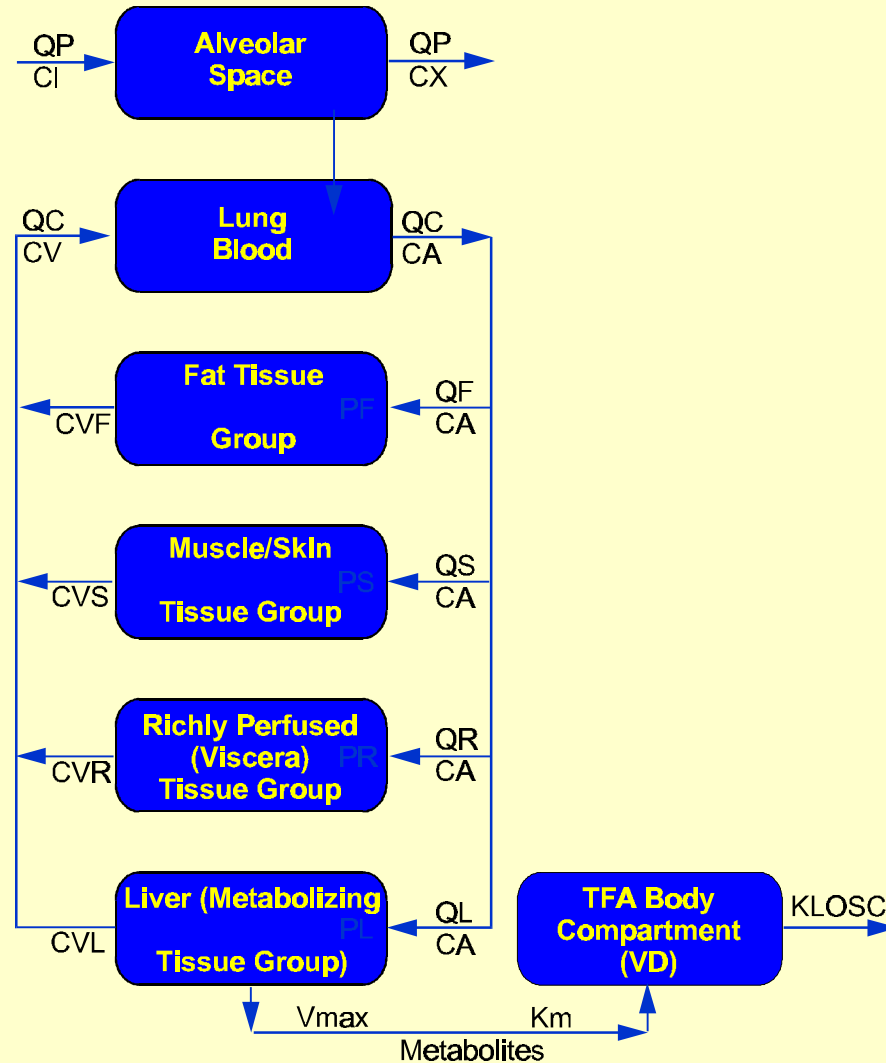 QP
CI
Alveolar
Space
QP
CX
QC
CV
Lung
Blood
QC
CA
Fat Tissue
Group
PF
CVF
QF
CA
Muscle/SkIn
Tissue Group
PS
CVS
QS
CA
Richly Perfused
(Viscera)
Tissue Group
PR
CVR
QR
CA
Liver (Metabolizing
Tissue Group)
PL
CVL
QL
CA
TFA Body
Compartment
(VD)
KLOSC
Vmax
Km
Metabolites